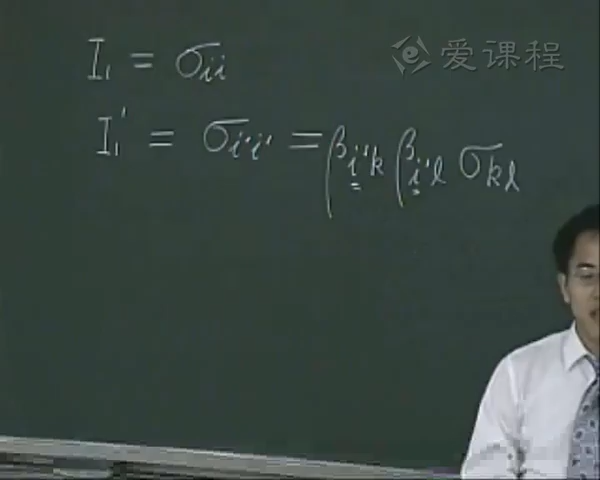 爱课程
I₁ = σᵢᵢ
I₁' = σᵢ'ᵢ' = βᵢ'ₖ βᵢ'ₗ σₖₗ